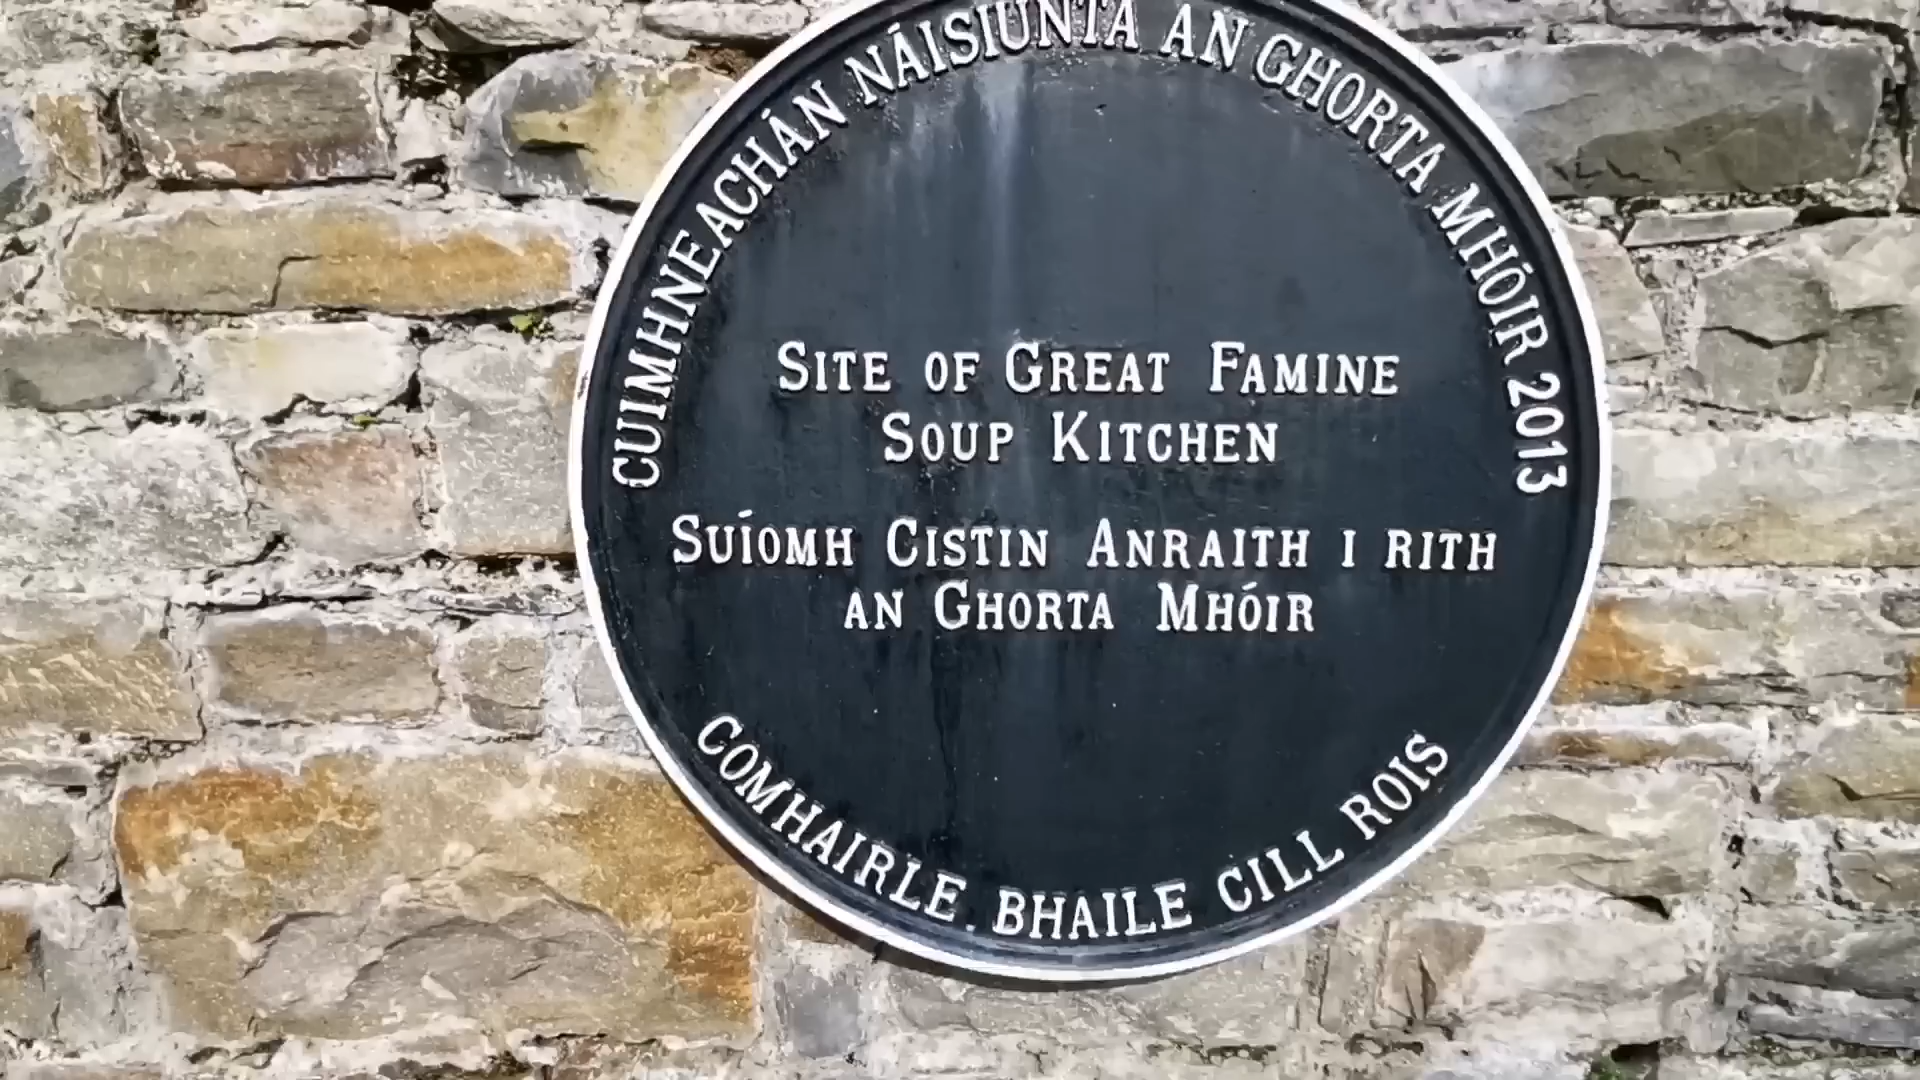 CUIMHNEACHÁN NÁISIÚNTA AN GHORTA MHÓIR 2013
SITE OF GREAT FAMINE
SOUP KITCHEN
SUÍOMH CISTIN ANRAITH I RITH
AN GHORTA MHÓIR
COMHAIRLE BHAILE CILL ROIS